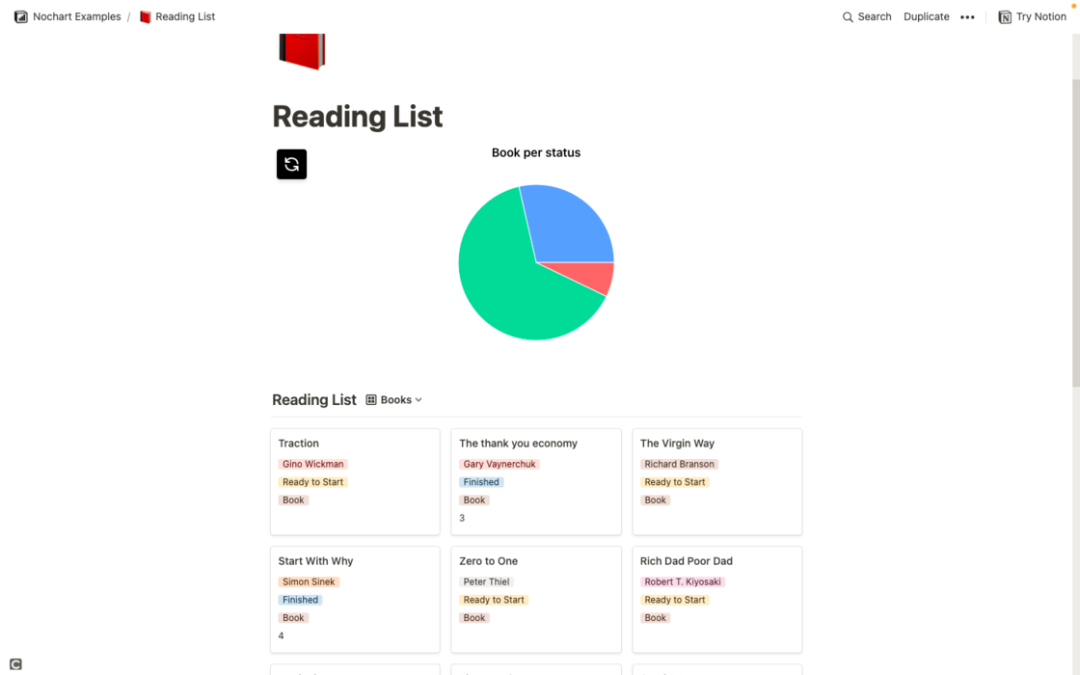 Nochart Examples / Reading List
Search Duplicate ••• Try Notion
Reading List
Book per status
Reading List Books
Traction
Gino Wickman
Ready to Start
Book
The thank you economy
Gary Vaynerchuk
Finished
Book
3
The Virgin Way
Richard Branson
Ready to Start
Book
Start With Why
Simon Sinek
Finished
Book
4
Zero to One
Peter Thiel
Ready to Start
Book
Rich Dad Poor Dad
Robert T. Kiyosaki
Ready to Start
Book